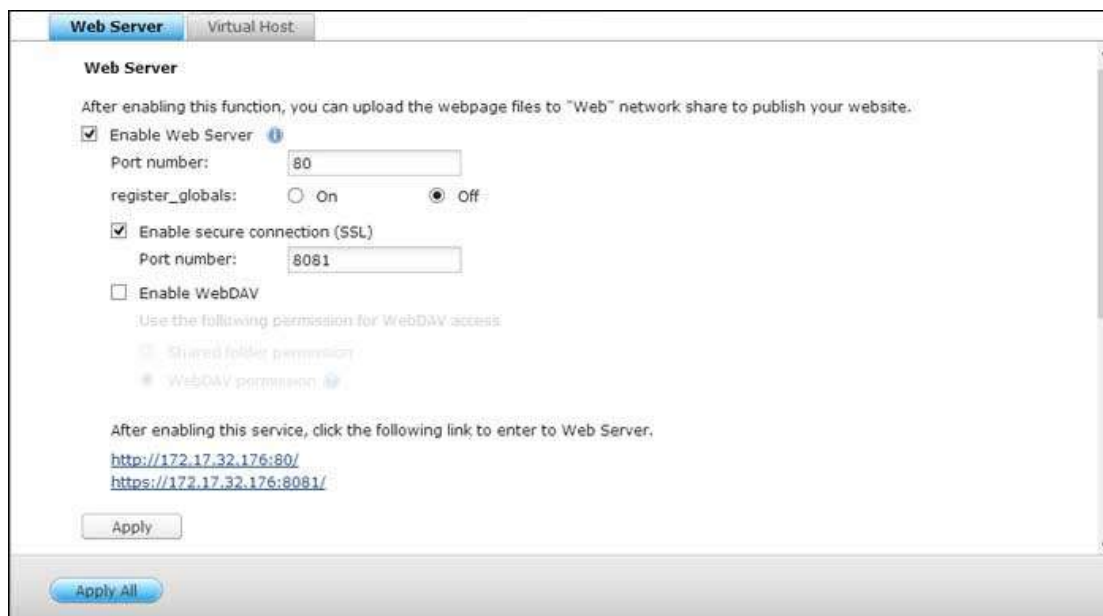 Web Server
Virtual Host
Web Server
After enabling this function, you can upload the webpage files to "Web" network share to publish your website.
Enable Web Server
Port number: 80
register_globals: On Off
Enable secure connection (SSL)
Port number: 8081
Enable WebDAV
Use the following permission for WebDAV access
Shared folder permission
WebDAV permission
After enabling this service, click the following link to enter to Web Server.
http://172.17.32.176:80/
https://172.17.32.176:8081/
Apply
Apply All